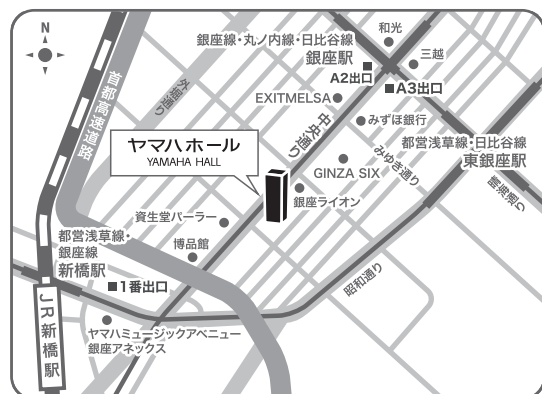 N
和光
銀座線・丸ノ内線・日比谷線
銀座駅
三越
A2出口
A3出口
EXITMELSA
外堀通り
首都高速道路
中央通り
みずほ銀行
都営浅草線・日比谷線
東銀座駅
ヤマハホール
YAMAHA HALL
みゆき通り
GINZA SIX
晴海通り
銀座ライオン
資生堂パーラー
都営浅草線・
銀座線
新橋駅
博品館
昭和通り
1番出口
JR新橋駅
ヤマハミュージックアベニュー
銀座アネックス